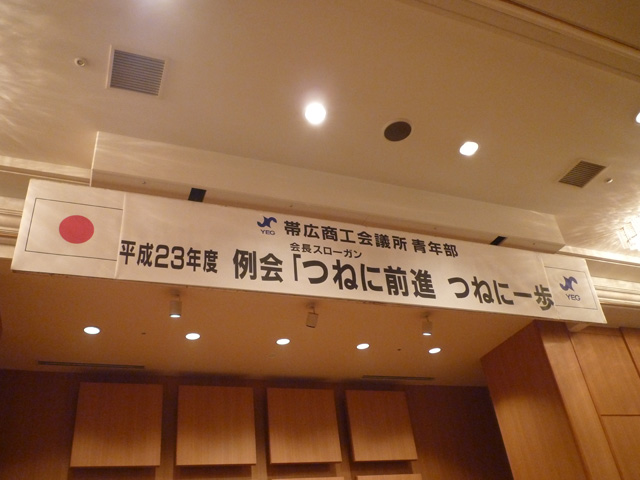 YEG 帯広商工会議所 青年部
会長スローガン
平成23年度 例会「つねに前進 つねに一歩
YEG